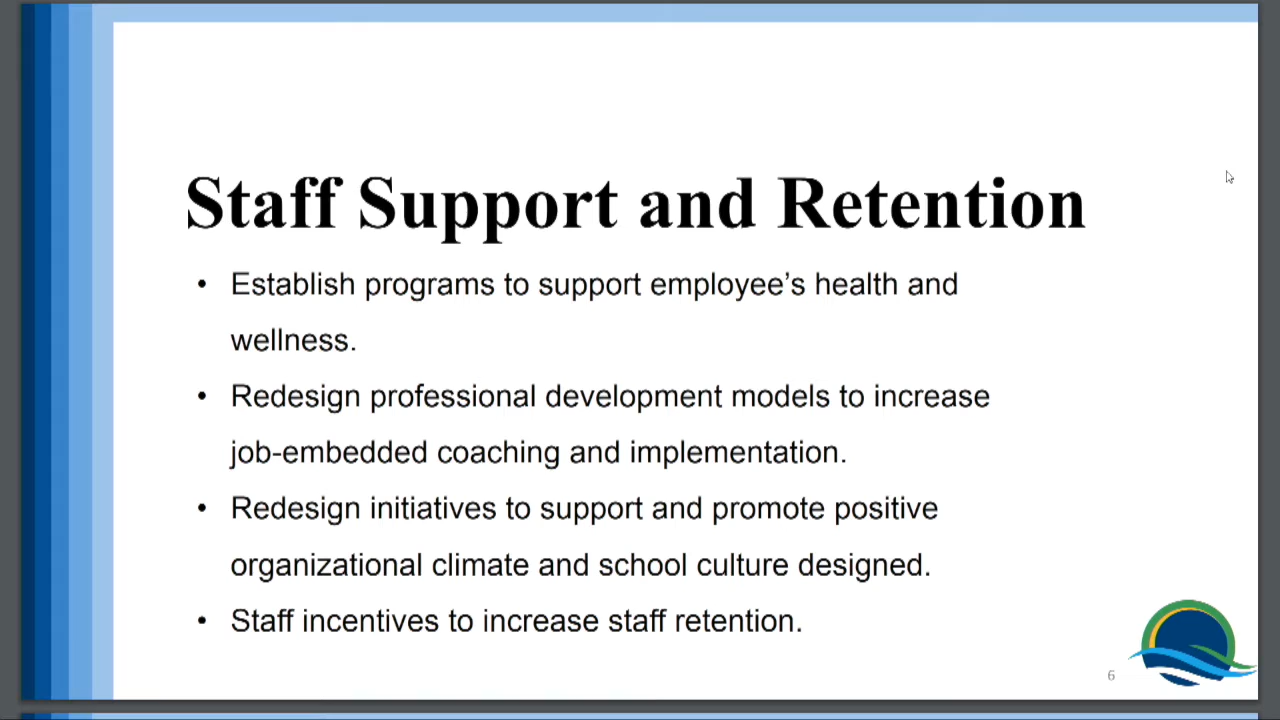 Staff Support and Retention
• Establish programs to support employee’s health and
wellness.
• Redesign professional development models to increase
job-embedded coaching and implementation.
• Redesign initiatives to support and promote positive
organizational climate and school culture designed.
• Staff incentives to increase staff retention.
6